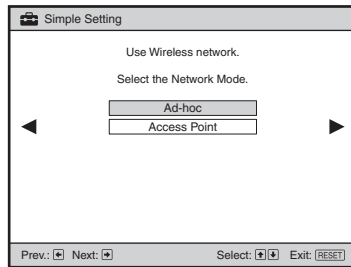 Simple Setting
Use Wireless network.
Select the Network Mode.
Ad-hoc
Access Point
Prev.: Next: Select: Exit: RESET